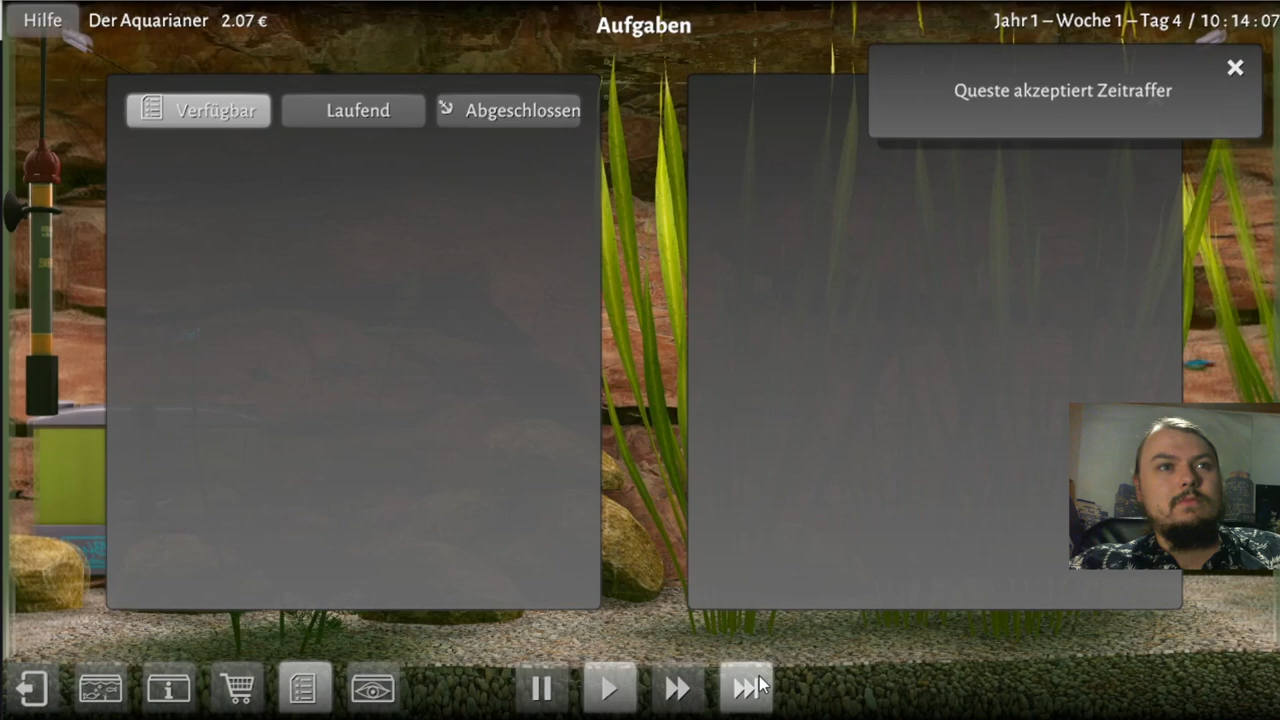 Hilfe
Der Aquarianer 2.07 €
Aufgaben
Jahr 1 – Woche 1 – Tag 4 / 10 : 14 : 07
Queste akzeptiert Zeitraffer
Verfügbar
Laufend
Abgeschlossen